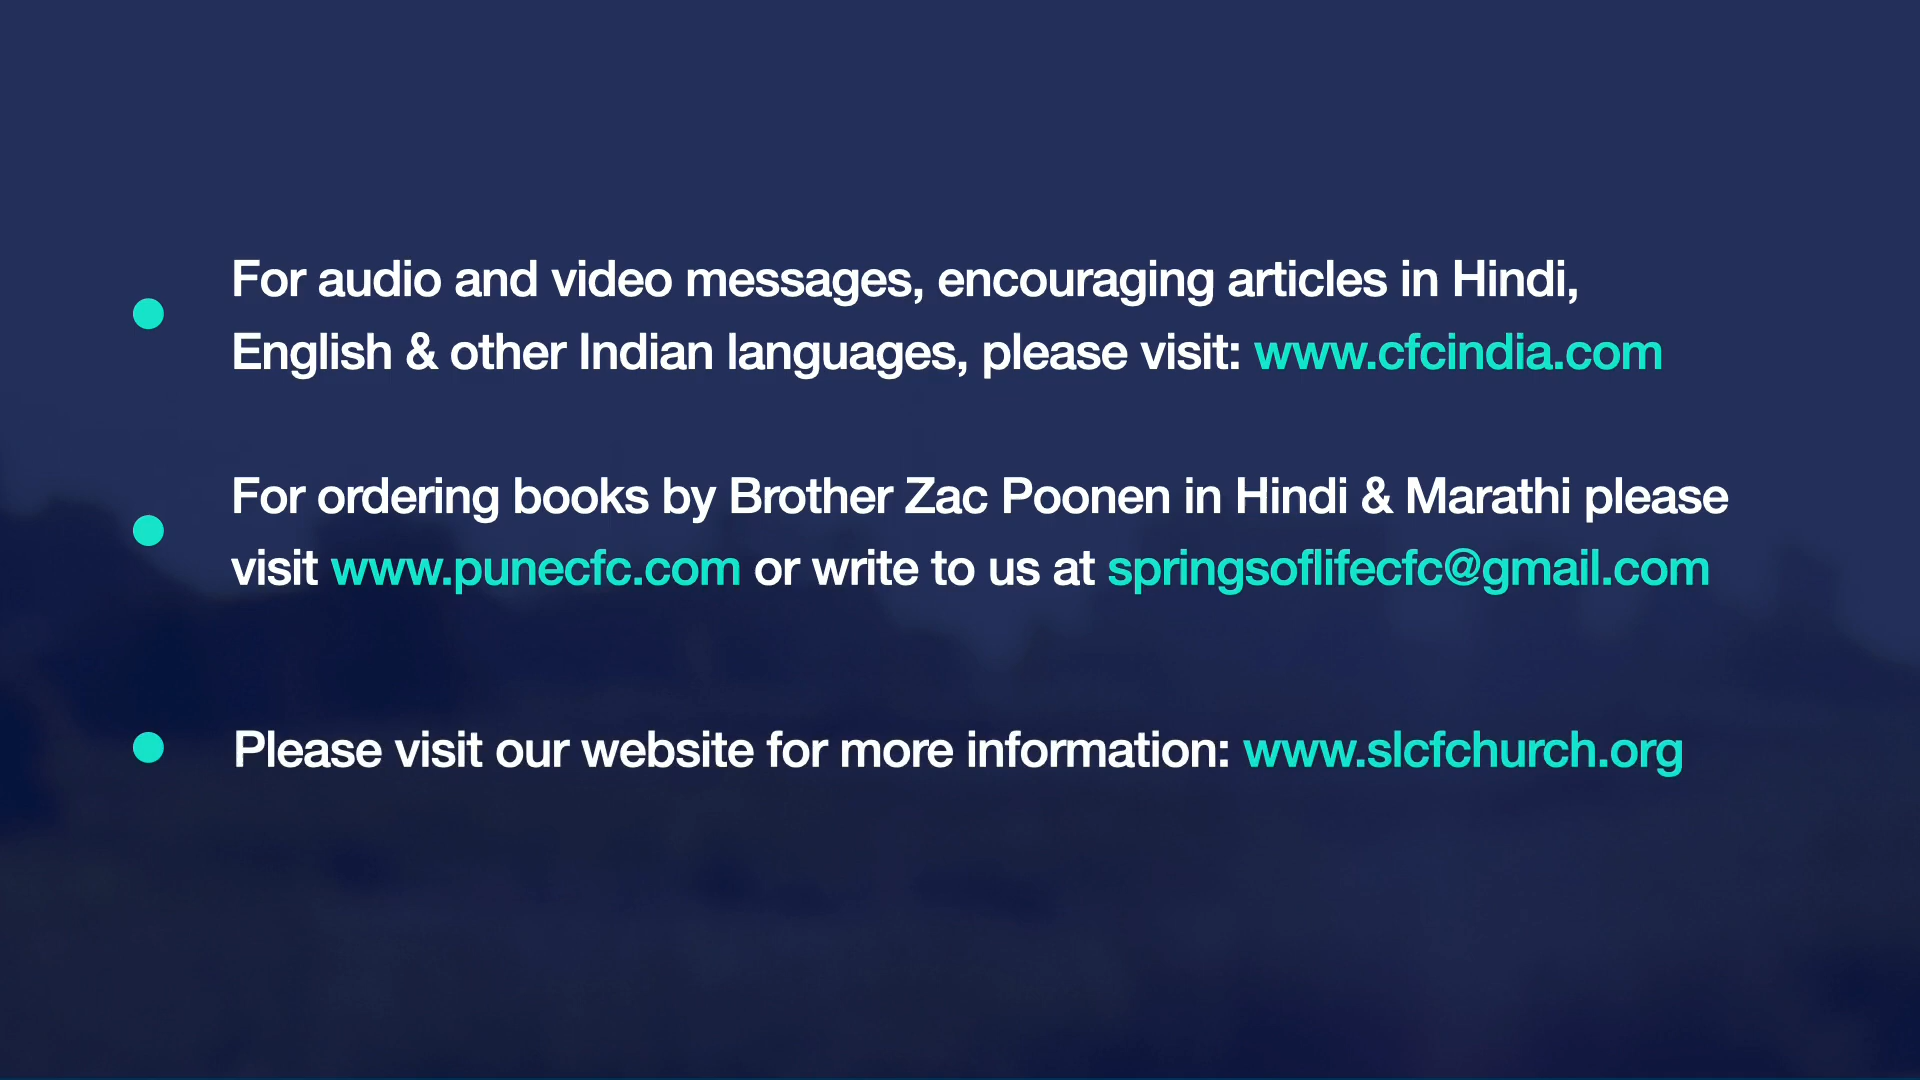 For audio and video messages, encouraging articles in Hindi,
English & other Indian languages, please visit: www.cfcindia.com
For ordering books by Brother Zac Poonen in Hindi & Marathi please
visit www.punecfc.com or write to us at springsoflifecfc@gmail.com
Please visit our website for more information: www.slcfchurch.org